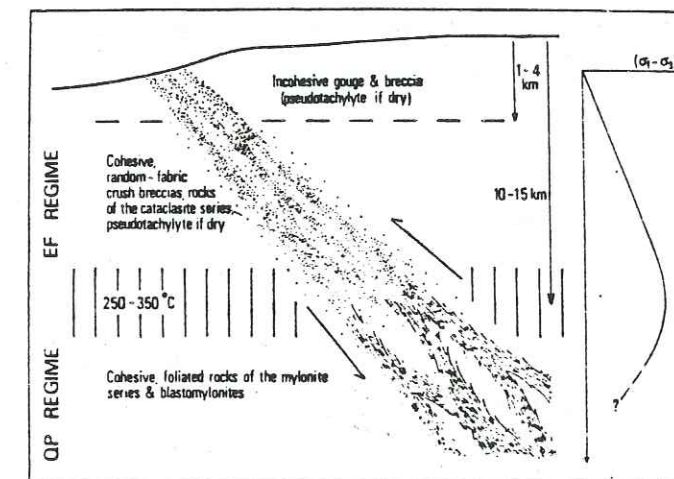 Incohesive gouge & breccia
(pseudotachylyte if dry)
1-4
km
(σ₁-σ₃)
Cohesive,
random-fabric
crush breccias, rocks
of the cataclasite series,
pseudotachylyte if dry
EF REGIME
10-15km
250-350°C
Cohesive, foliated rocks of the mylonite
series & blastomylonites
QP REGIME
?